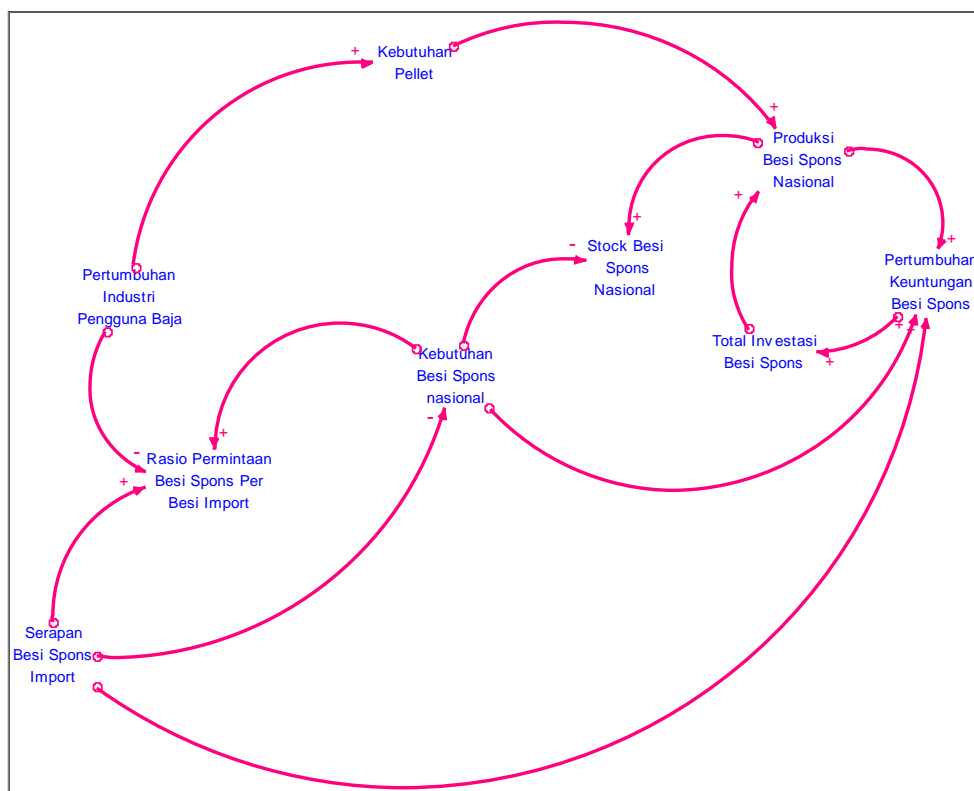 +
Kebutuhan
Pellet
+
Produksi
Besi Spons
Nasional
+
+
-
Stock Besi
Spons
Nasional
+
Pertumbuhan
Keuntungan
Besi Spons
Pertumbuhan
Industri
Pengguna Baja
Total Investasi
Besi Spons
+
Kebutuhan
Besi Spons
nasional
-
+
-
Rasio Permintaan
Besi Spons Per
Besi Import
+
Serapan
Besi Spons
Import